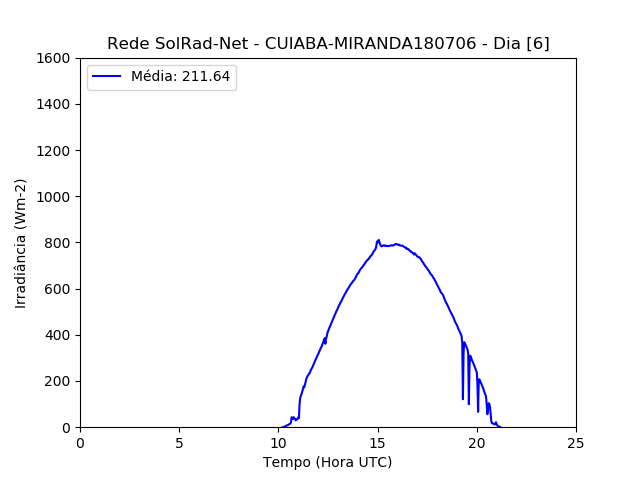 Rede SolRad-Net - CUIABA-MIRANDA180706 - Dia [6]
Média: 211.64
1600
1400
1200
1000
800
600
400
200
0
Irradiância (Wm-2)
0 5 10 15 20 25
Tempo (Hora UTC)